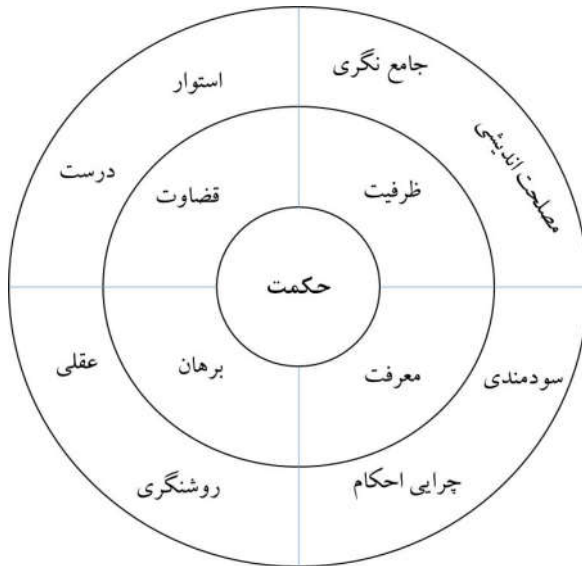 جامع نگری
استوار
مصلحت اندیشی
درست
ظرفیت
قضاوت
حکمت
معرفت
برهان
سودمندی
عقلی
چرایی احکام
روشنگری